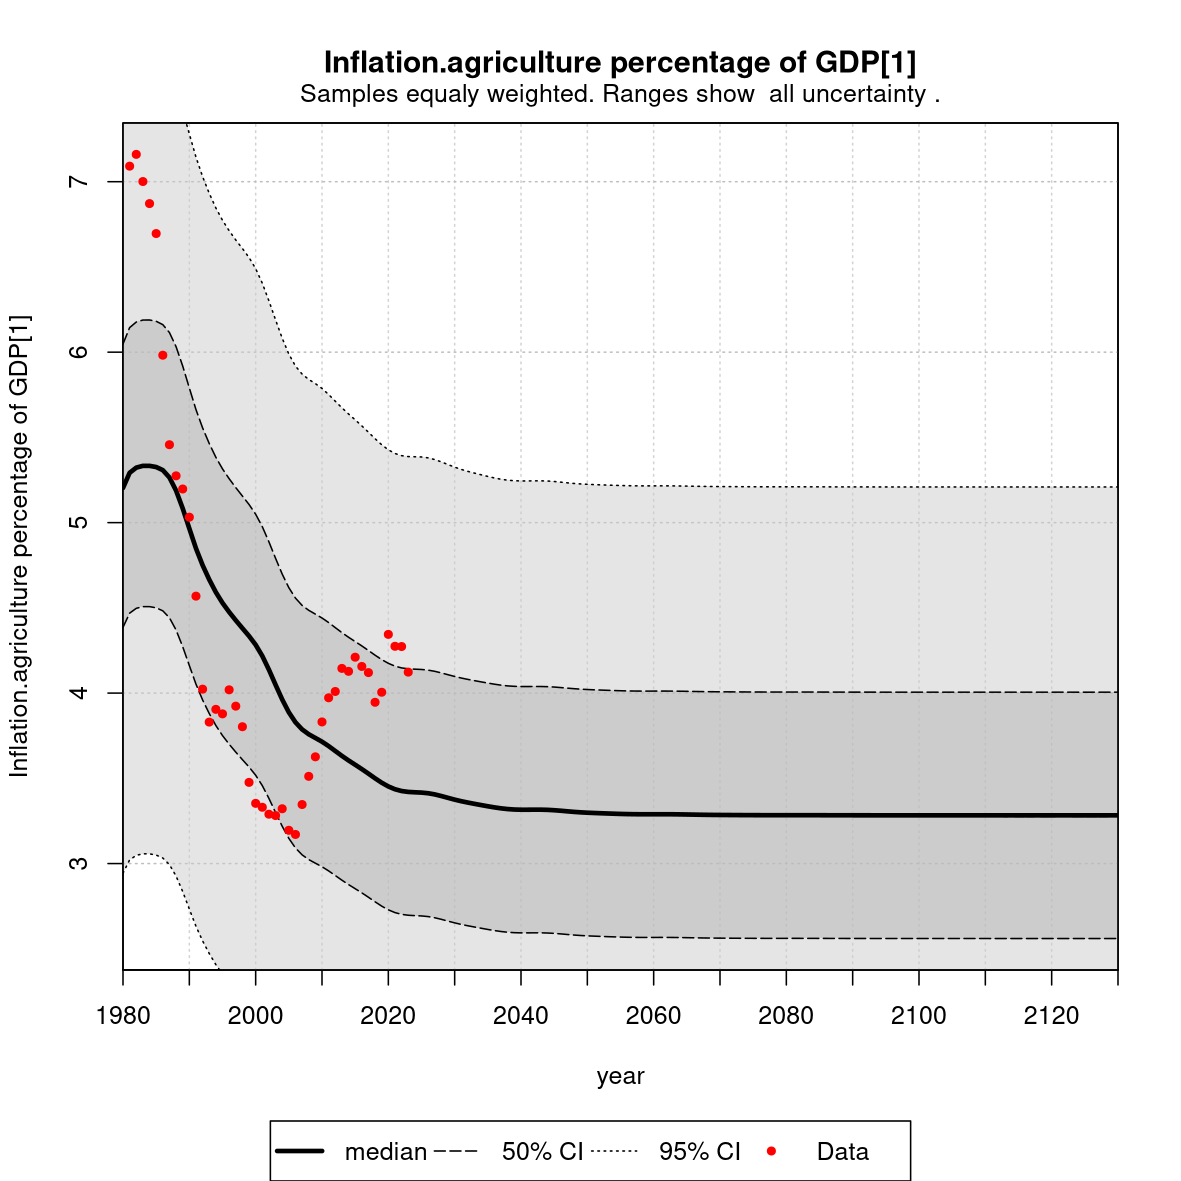 Inflation.agriculture percentage of GDP[1]
Samples equaly weighted. Ranges show  all uncertainty .
Inflation.agriculture percentage of GDP[1]
7
6
5
4
3
1980 2000 2020 2040 2060 2080 2100 2120
year
median 50% CI 95% CI Data